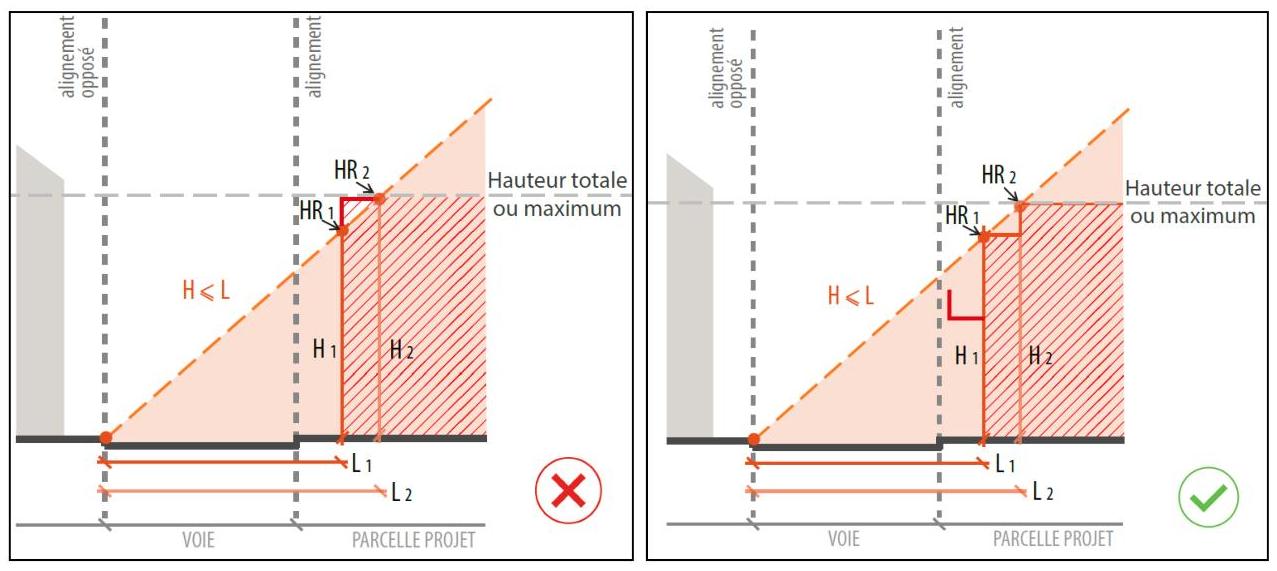 alignement
opposé
alignement
HR 2
HR 1
Hauteur totale
ou maximum
H ⩽ L
H 1
H 2
L 1
L 2
VOIE
PARCELLE PROJET
alignement
opposé
alignement
HR 2
HR 1
Hauteur totale
ou maximum
H ⩽ L
H 1
H 2
L 1
L 2
VOIE
PARCELLE PROJET